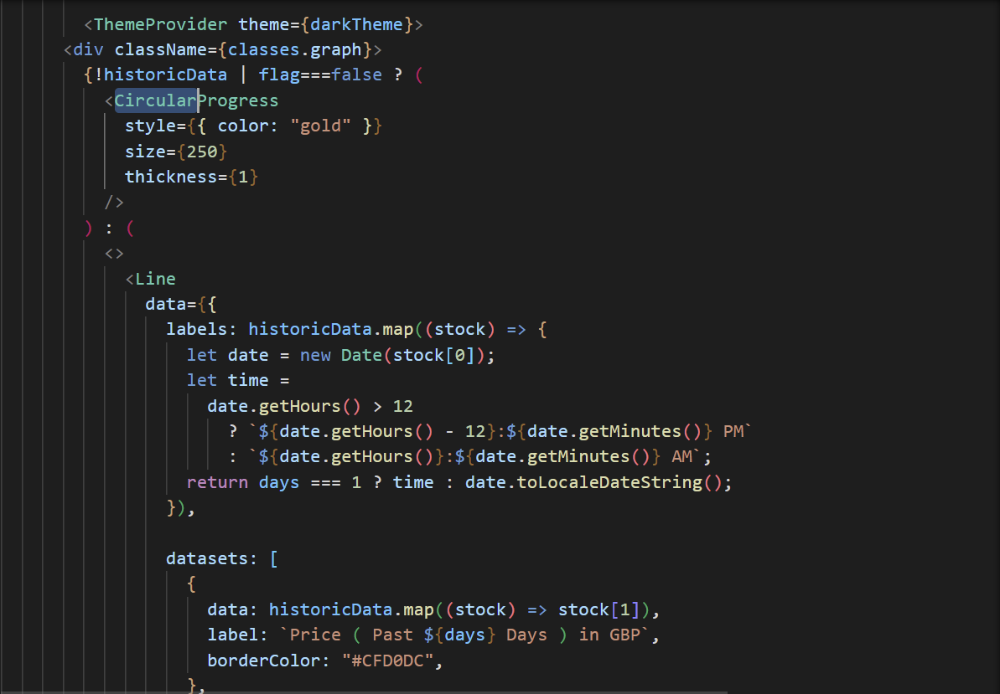 <ThemeProvider theme={darkTheme}>
<div className={classes.graph}>
{!historicData | flag===false ? (
<CircularProgress
style={{ color: "gold" }}
size={250}
thickness={1}
/>
) : (
<>
<Line
data={{
labels: historicData.map((stock) => {
let date = new Date(stock[0]);
let time =
date.getHours() > 12
? `${date.getHours() - 12}:${date.getMinutes()} PM`
: `${date.getHours()}:${date.getMinutes()} AM`;
return days === 1 ? time : date.toLocaleDateString();
}),
datasets: [
{
data: historicData.map((stock) => stock[1]),
label: `Price ( Past ${days} Days ) in GBP`,
borderColor: "#CFD0DC",
},